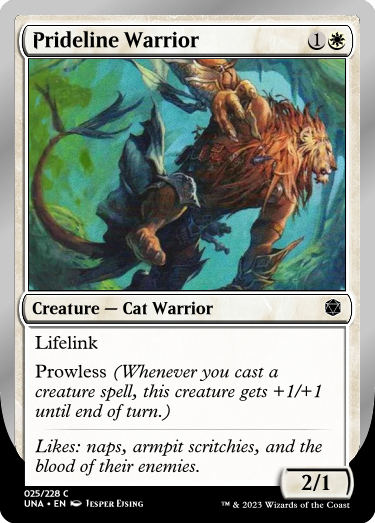 Prideline Warrior 1
Creature — Cat Warrior
Lifelink
Prowless (Whenever you cast a
creature spell, this creature gets +1/+1
until end of turn.)
Likes: naps, armpit scritchies, and the
blood of their enemies.
2/1
025/228 C
UNA • EN Jesper Ejsing
™ & 2023 Wizards of the Coast